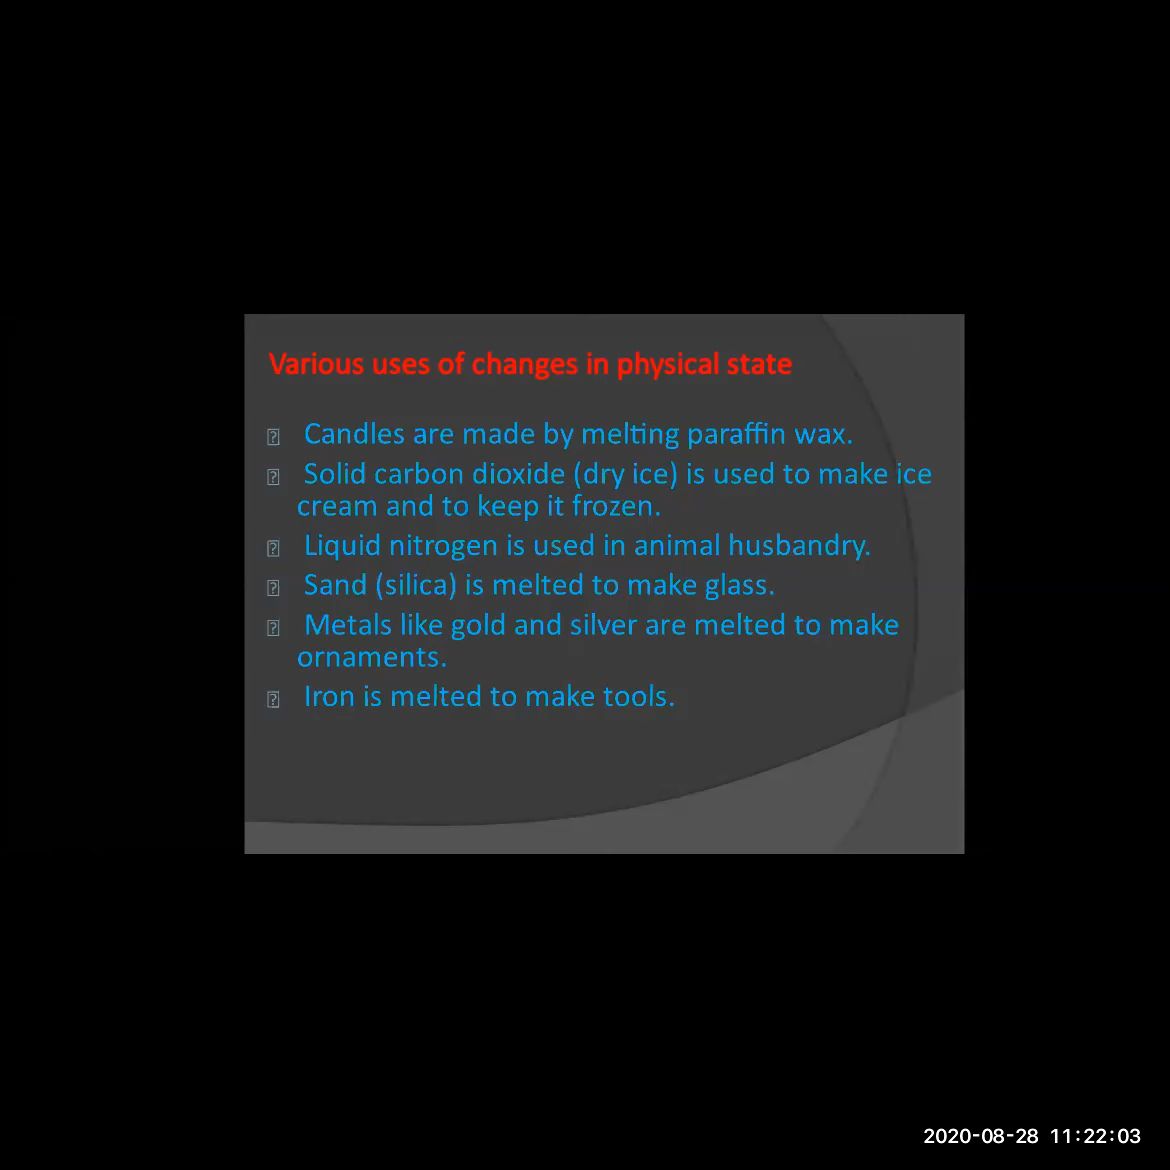 Various uses of changes in physical state
Candles are made by melting paraffin wax.
Solid carbon dioxide (dry ice) is used to make ice
cream and to keep it frozen.
Liquid nitrogen is used in animal husbandry.
Sand (silica) is melted to make glass.
Metals like gold and silver are melted to make
ornaments.
Iron is melted to make tools.
2020-08-28 11:22:03